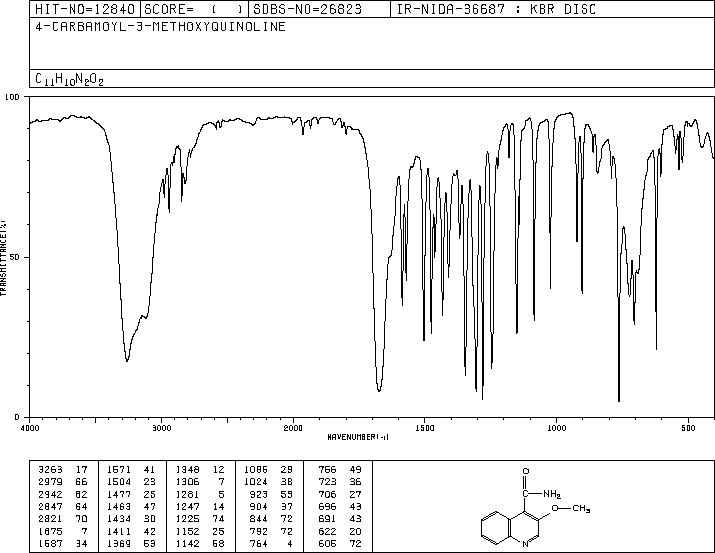 HIT-NO=12840 SCORE= ( ) SDBS-NO=26823 IR-NIDA-36687 : KBR DISC
4-CARBAMOYL-3-METHOXYQUINOLINE
C11H10N2O2
100
50
0
TRANSMITTANCE(%)
4000 3000 2000 1500 1000 500
WAVENUMBER(-1)
3263 17 1571 41 1348 12 1086 29 756 49
2979 66 1504 23 1306 7 1024 38 723 36
2942 62 1477 25 1281 5 923 53 706 27
2847 64 1463 47 1247 14 904 37 696 43
2821 70 1434 30 1225 74 844 72 691 43
1675 7 1411 42 1152 25 792 72 622 20
1587 34 1369 53 1142 58 764 4 605 72
O
C—NH2
O—CH3
N